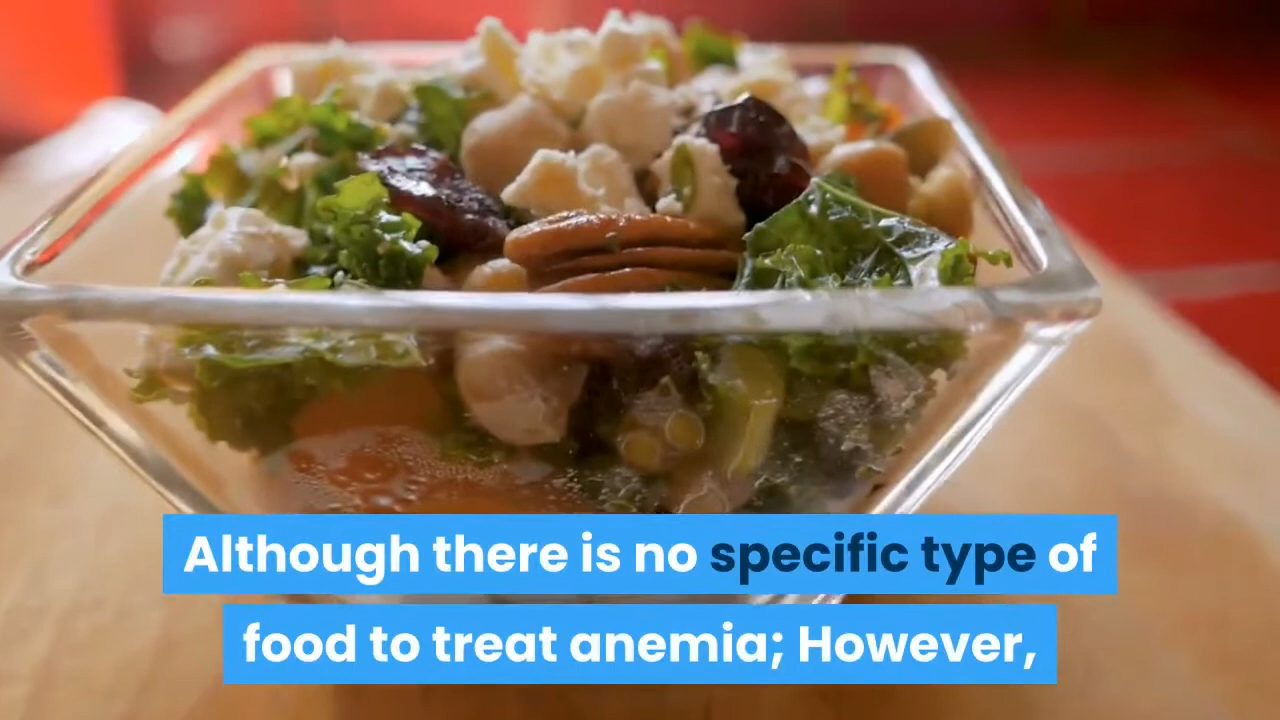 Although there is no specific type of
food to treat anemia; However,